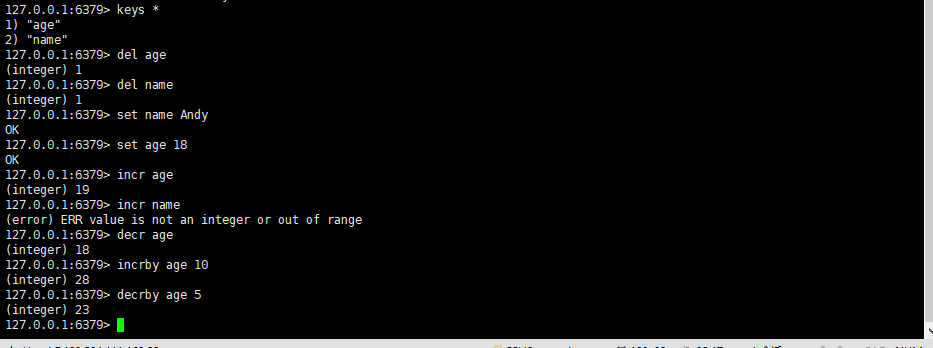 127.0.0.1:6379> keys *
1) "age"
2) "name"
127.0.0.1:6379> del age
(integer) 1
127.0.0.1:6379> del name
(integer) 1
127.0.0.1:6379> set name Andy
OK
127.0.0.1:6379> set age 18
OK
127.0.0.1:6379> incr age
(integer) 19
127.0.0.1:6379> incr name
(error) ERR value is not an integer or out of range
127.0.0.1:6379> decr age
(integer) 18
127.0.0.1:6379> incrby age 10
(integer) 28
127.0.0.1:6379> decrby age 5
(integer) 23
127.0.0.1:6379>